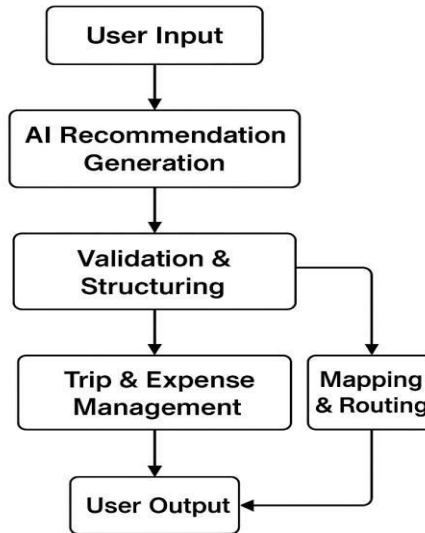 User Input
AI Recommendation
Generation
Validation &
Structuring
Trip & Expense
Management
Mapping
& Routing
User Output